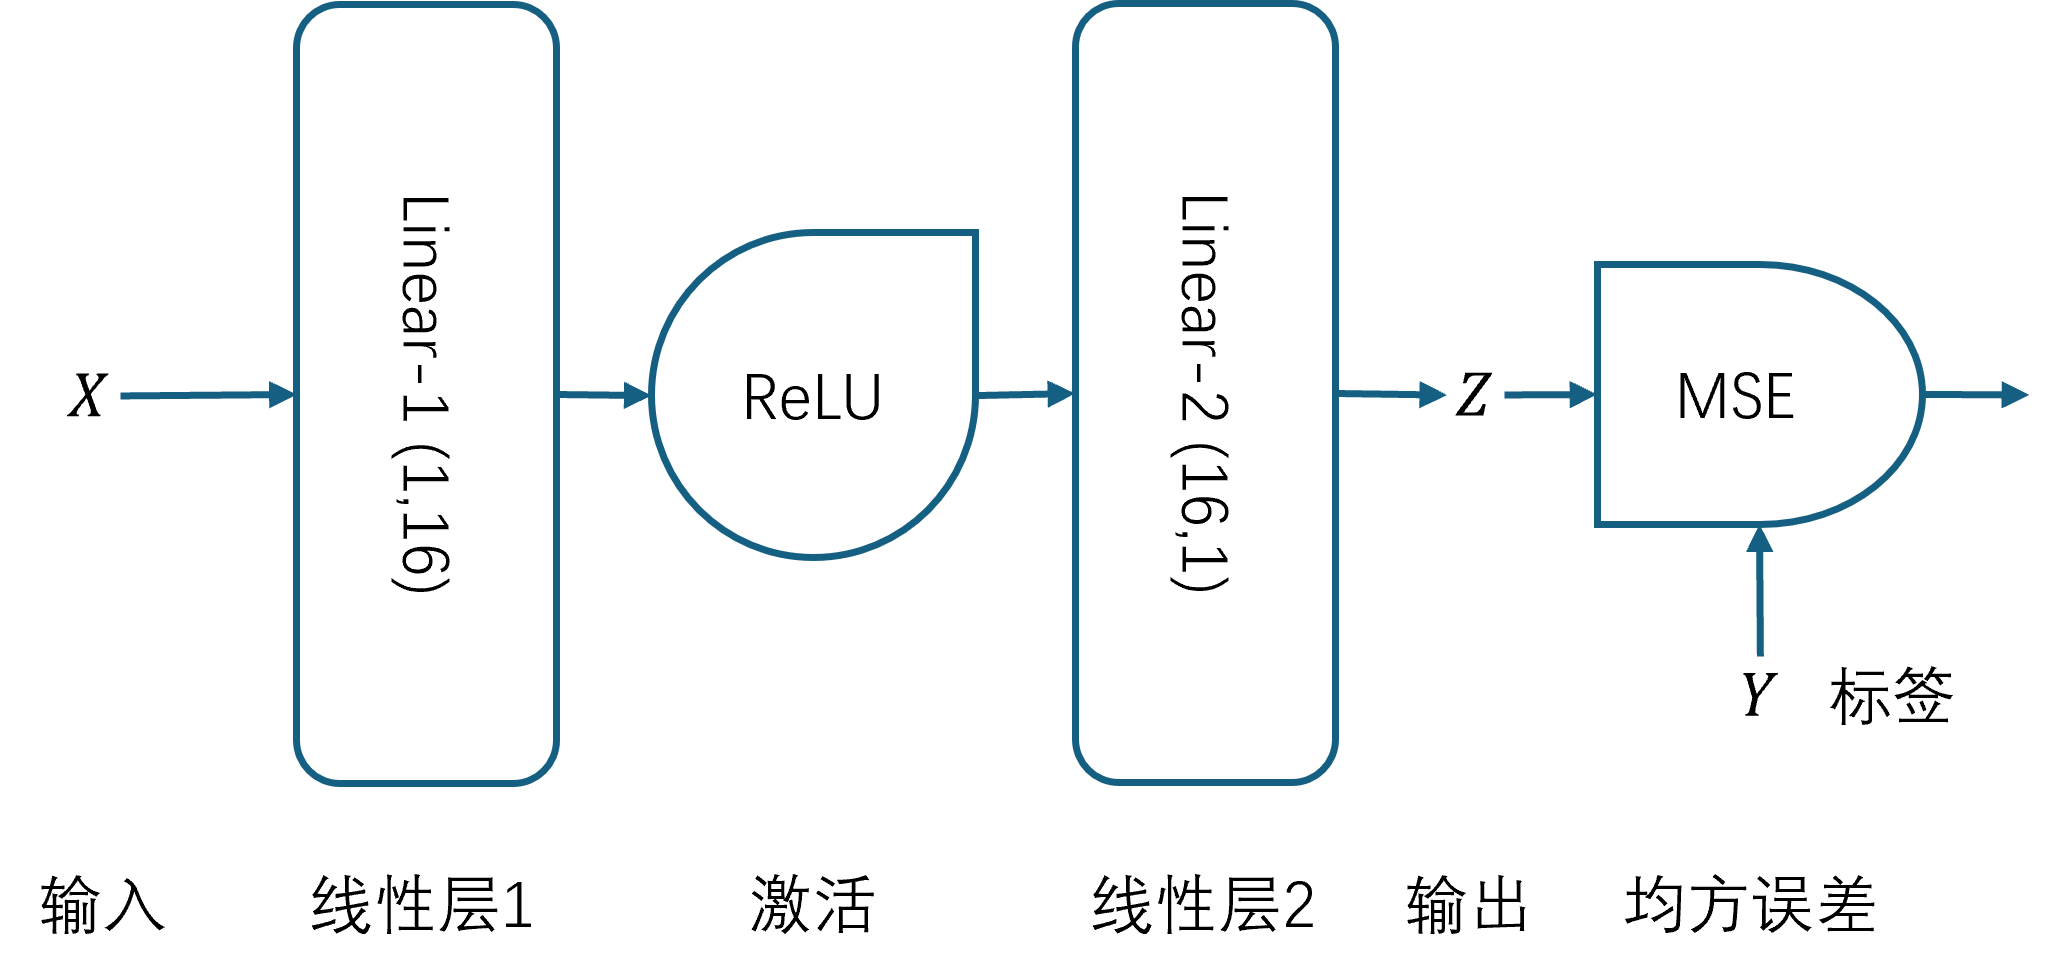 X
Linear-1 (1,16)
ReLU
Linear-2 (16,1)
Z
MSE
Y 标签
输入 线性层1 激活 线性层2 输出 均方误差